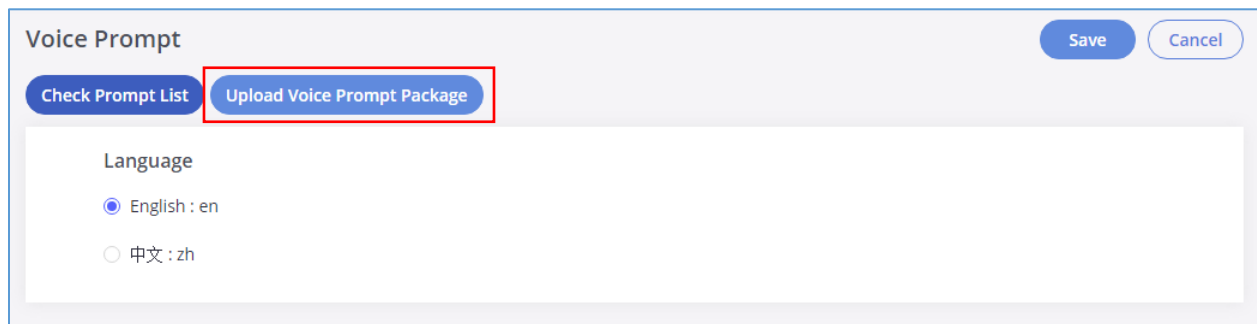 Voice Prompt
Save
Cancel
Check Prompt List
Upload Voice Prompt Package
Language
English : en
中文 : zh